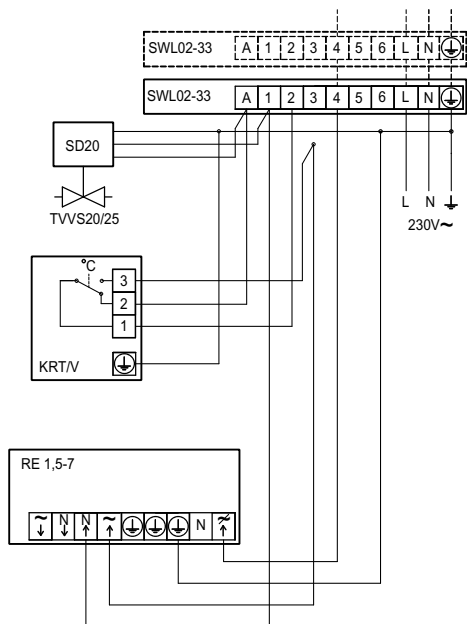 SWL02-33 A 1 2 3 4 5 6 L N
SWL02-33 A 1 2 3 4 5 6 L N
SD20
TVVS20/25
L N
230V~
°C
3
2
1
KRT/V
RE 1,5-7
~ N N ~ N ~